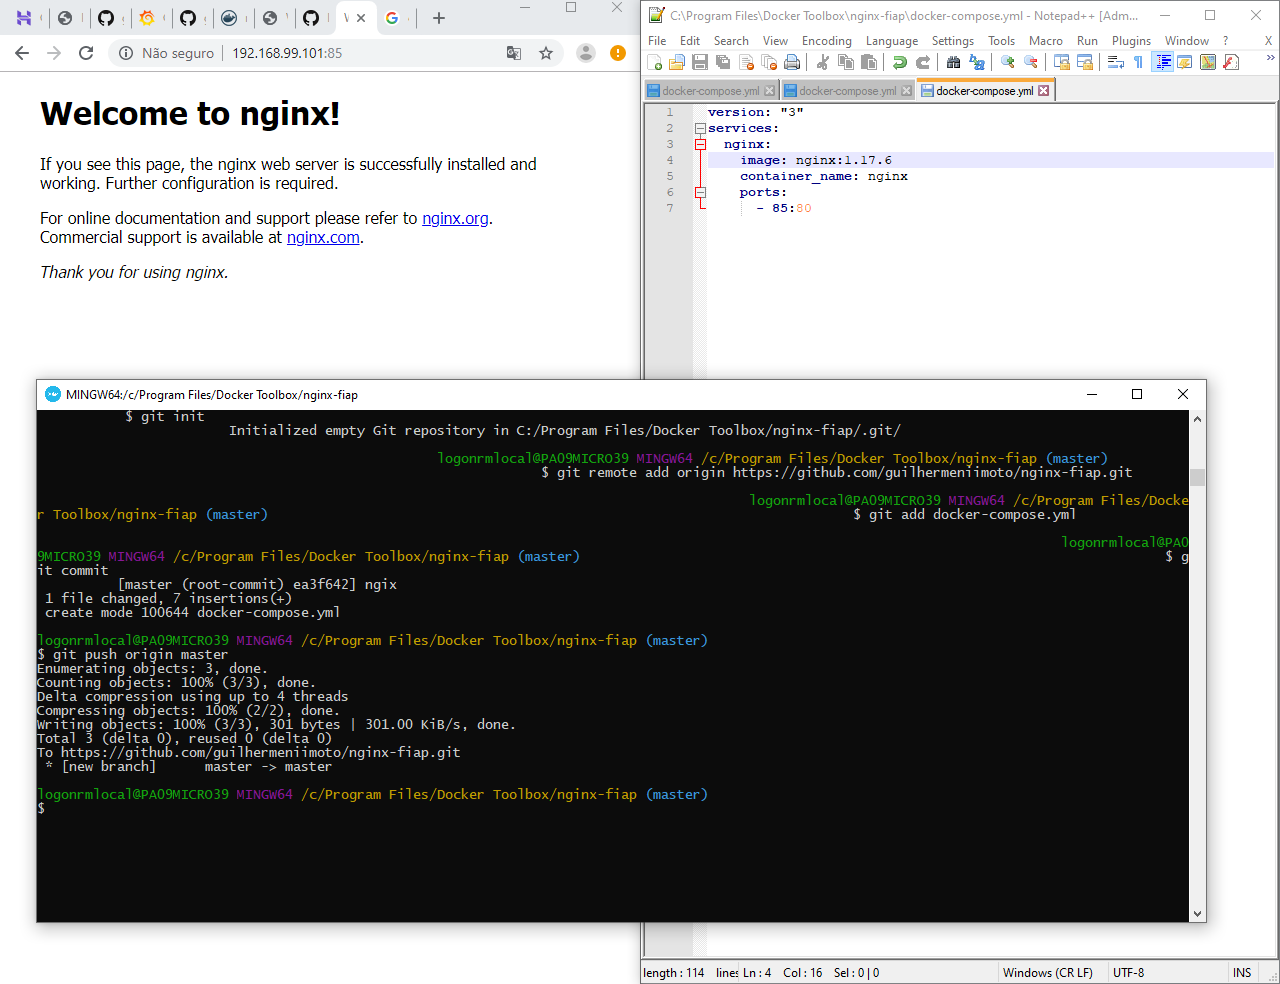 Não seguro
192.168.99.101:85
Welcome to nginx!
If you see this page, the nginx web server is successfully installed and
working. Further configuration is required.
For online documentation and support please refer to nginx.org.
Commercial support is available at nginx.com.
Thank you for using nginx.
C:\Program Files\Docker Toolbox\nginx-fiap\docker-compose.yml - Notepad++ [Adm...
File Edit Search View Encoding Language Settings Tools Macro Run Plugins Window ? X
docker-compose.yml docker-compose.yml docker-compose.yml
1 version: "3"
2 services:
3 nginx:
4 image: nginx:1.17.6
5 container_name: nginx
6 ports:
7 - 85:80
MINGW64:/c/Program Files/Docker Toolbox/nginx-fiap
$ git init
Initialized empty Git repository in C:/Program Files/Docker Toolbox/nginx-fiap/.git/
logonrmlocal@PA09MICRO39 MINGW64 /c/Program Files/Docker Toolbox/nginx-fiap (master)
$ git remote add origin https://github.com/guilhermeniimoto/nginx-fiap.git
logonrmlocal@PA09MICRO39 MINGW64 /c/Program Files/Docke
r Toolbox/nginx-fiap (master)
$ git add docker-compose.yml
logonrmlocal@PA0
9MICRO39 MINGW64 /c/Program Files/Docker Toolbox/nginx-fiap (master)
$ g
it commit
[master (root-commit) ea3f642] ngix
1 file changed, 7 insertions(+)
create mode 100644 docker-compose.yml
logonrmlocal@PA09MICRO39 MINGW64 /c/Program Files/Docker Toolbox/nginx-fiap (master)
$ git push origin master
Enumerating objects: 3, done.
Counting objects: 100% (3/3), done.
Delta compression using up to 4 threads
Compressing objects: 100% (2/2), done.
Writing objects: 100% (3/3), 301 bytes | 301.00 KiB/s, done.
Total 3 (delta 0), reused 0 (delta 0)
To https://github.com/guilhermeniimoto/nginx-fiap.git
* [new branch] master -> master
logonrmlocal@PA09MICRO39 MINGW64 /c/Program Files/Docker Toolbox/nginx-fiap (master)
$
length : 114 lines Ln : 4 Col : 16 Sel : 0 | 0 Windows (CR LF) UTF-8 INS